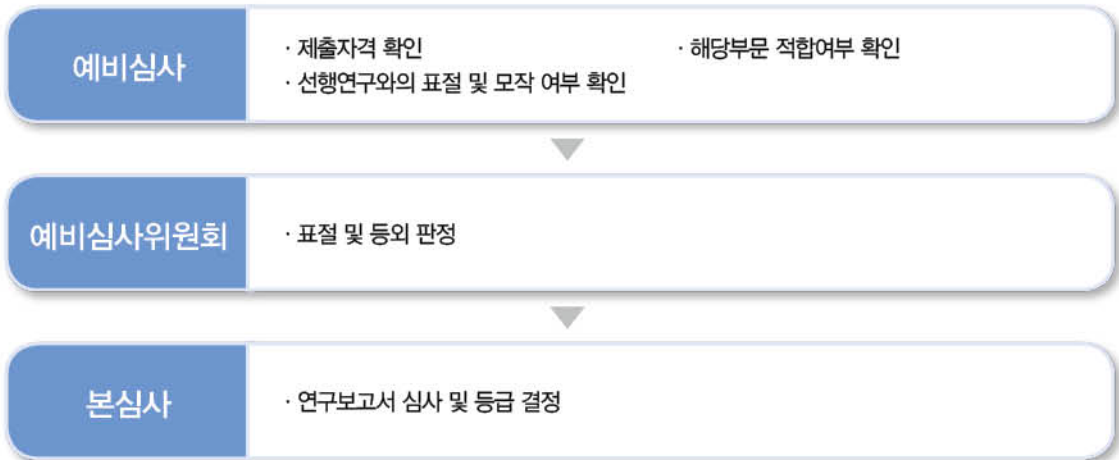 예비심사
· 제출자격 확인
· 해당부문 적합여부 확인
· 선행연구와의 표절 및 모작 여부 확인
예비심사위원회
· 표절 및 등외 판정
본심사
· 연구보고서 심사 및 등급 결정